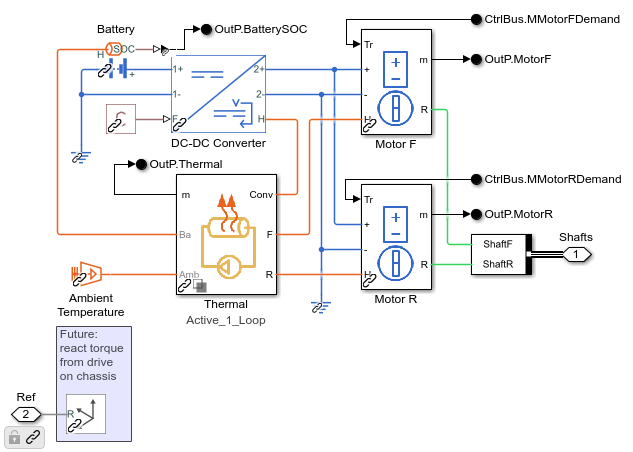 Battery
OutP.BatterySOC
CtrlBus.MMotorFDemand
H
SOC
Tr
+
1+
2+
+
m
OutP.MotorF
1-
2-
-
F
H
H
R
DC-DC Converter
Motor F
OutP.Thermal
CtrlBus.MMotorRDemand
m
Conv
Tr
m
OutP.MotorR
Ba
F
+
ShaftF
Shafts
-
1
Amb
R
H
R
ShaftR
Ambient
Temperature
Thermal
Active_1_Loop
Motor R
Future:
react torque
from drive
on chassis
Ref
2
R